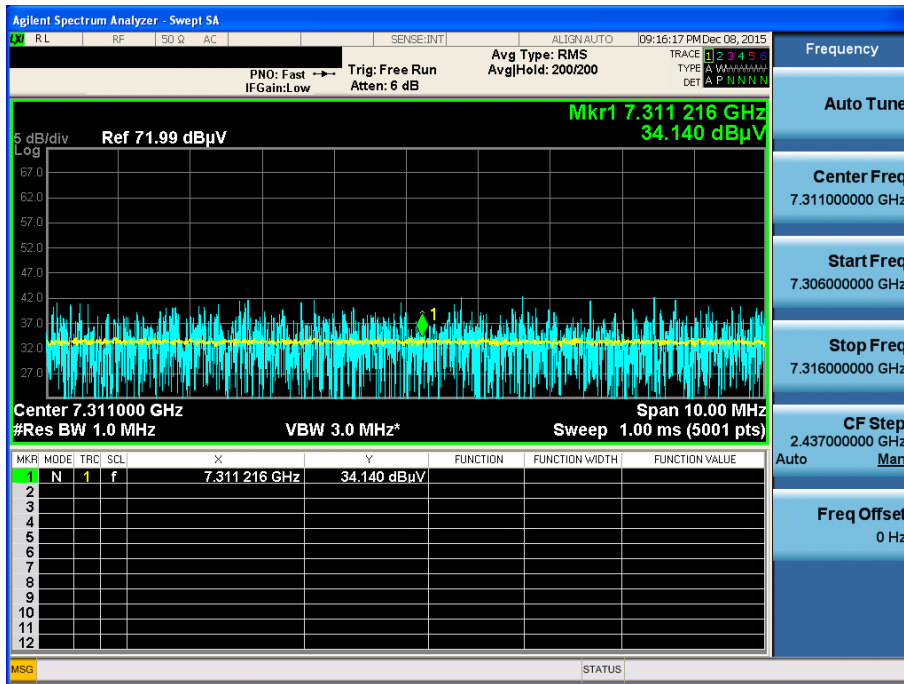 Agilent Spectrum Analyzer - Swept SA
LXI RL RF 50 Ω AC SENSE:INT ALIGN AUTO 09:16:17 PM Dec 08, 2015
PNO: Fast Trig: Free Run Avg Type: RMS TRACE 1 2 3 4 5 6
IFGain:Low Atten: 6 dB Avg|Hold: 200/200 TYPE A WWWWW
DET A P N N N N
Mkr1 7.311 216 GHz
34.140 dBµV
5 dB/div Ref 71.99 dBµV
Log
67.0
62.0
57.0
52.0
47.0
42.0
37.0
32.0
27.0
1
Center 7.311000 GHz Span 10.00 MHz
#Res BW 1.0 MHz VBW 3.0 MHz* Sweep 1.00 ms (5001 pts)
MKR MODE TRC SCL X Y FUNCTION FUNCTION WIDTH FUNCTION VALUE
1 N 1 f 7.311 216 GHz 34.140 dBµV
2
3
4
5
6
7
8
9
10
11
12
MSG STATUS
Frequency
Auto Tune
Center Freq
7.311000000 GHz
Start Freq
7.306000000 GHz
Stop Freq
7.316000000 GHz
CF Step
2.437000000 GHz
Auto Man
Freq Offset
0 Hz